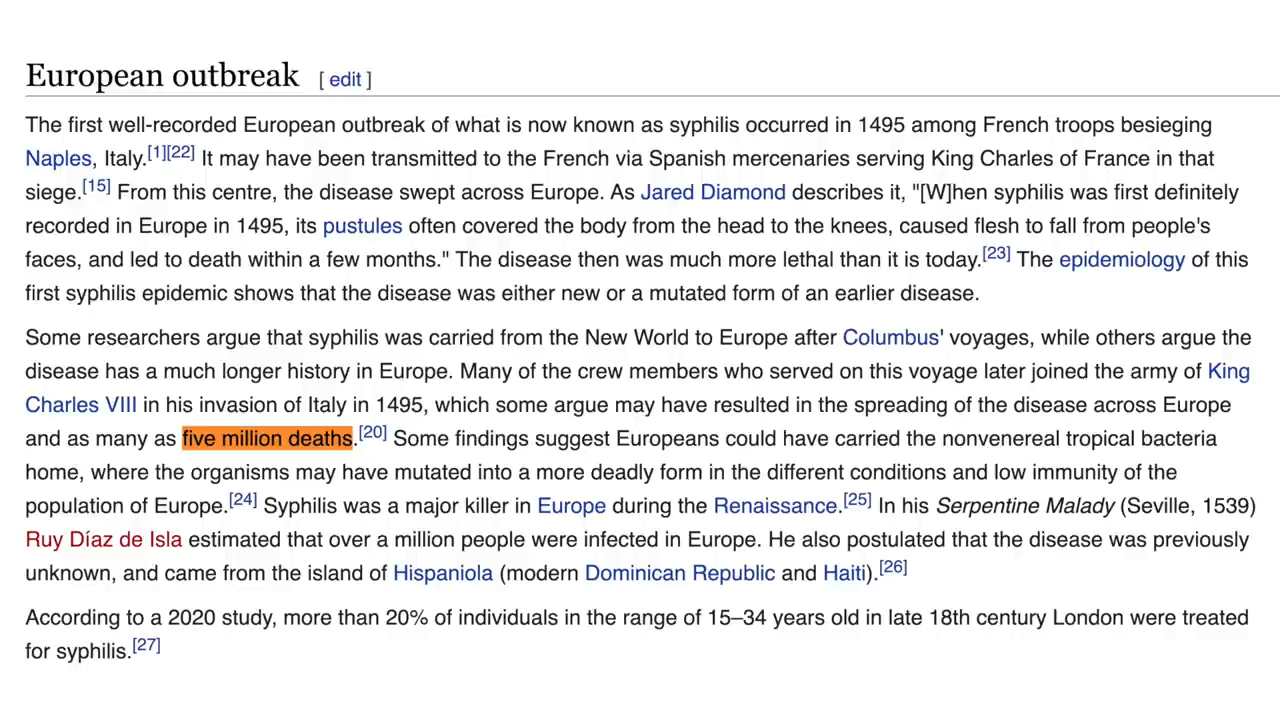 European outbreak [ edit ]
The first well-recorded European outbreak of what is now known as syphilis occurred in 1495 among French troops besieging
Naples, Italy.[1][22] It may have been transmitted to the French via Spanish mercenaries serving King Charles of France in that
siege.[15] From this centre, the disease swept across Europe. As Jared Diamond describes it, "[W]hen syphilis was first definitely
recorded in Europe in 1495, its pustules often covered the body from the head to the knees, caused flesh to fall from people's
faces, and led to death within a few months." The disease then was much more lethal than it is today.[23] The epidemiology of this
first syphilis epidemic shows that the disease was either new or a mutated form of an earlier disease.
Some researchers argue that syphilis was carried from the New World to Europe after Columbus' voyages, while others argue the
disease has a much longer history in Europe. Many of the crew members who served on this voyage later joined the army of King
Charles VIII in his invasion of Italy in 1495, which some argue may have resulted in the spreading of the disease across Europe
and as many as five million deaths.[20] Some findings suggest Europeans could have carried the nonvenereal tropical bacteria
home, where the organisms may have mutated into a more deadly form in the different conditions and low immunity of the
population of Europe.[24] Syphilis was a major killer in Europe during the Renaissance.[25] In his Serpentine Malady (Seville, 1539)
Ruy Díaz de Isla estimated that over a million people were infected in Europe. He also postulated that the disease was previously
unknown, and came from the island of Hispaniola (modern Dominican Republic and Haiti).[26]
According to a 2020 study, more than 20% of individuals in the range of 15–34 years old in late 18th century London were treated
for syphilis.[27]